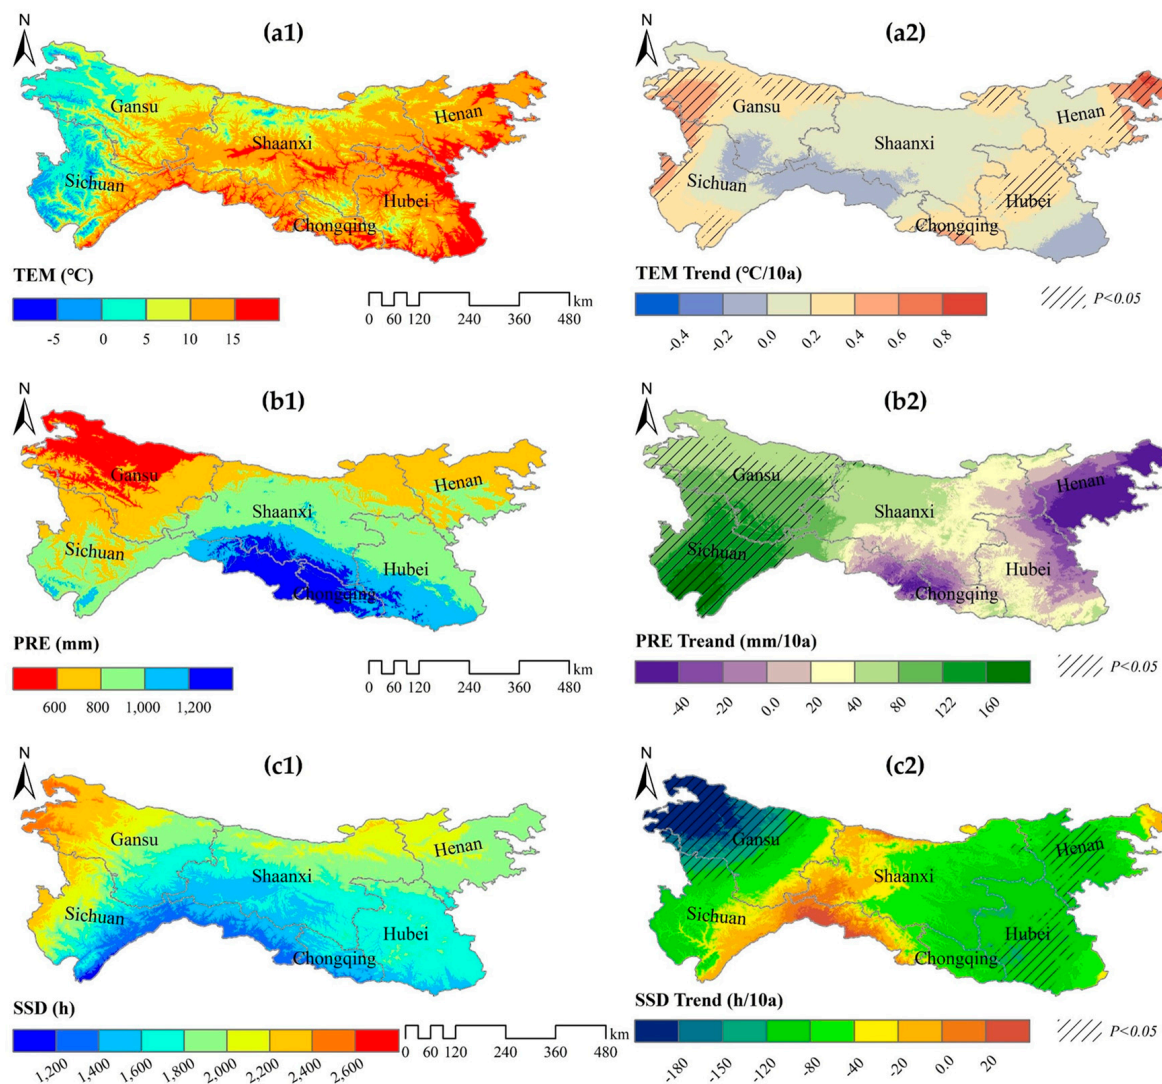 N
(a1)
Gansu
Henan
Shaanxi
Sichuan
Hubei
Chongqing
TEM (°C)
-5 0 5 10 15
km
0 60 120 240 360 480
(a2)
N
Gansu
Henan
Shaanxi
Sichuan
Hubei
Chongqing
TEM Trend (°C/10a)
-0.4 -0.2 0.0 0.2 0.4 0.6 0.8
P<0.05
N
(b1)
Gansu
Henan
Shaanxi
Sichuan
Hubei
Chongqing
PRE (mm)
600 800 1,000 1,200
km
0 60 120 240 360 480
N
(b2)
Henan
Shaanxi
Sichuan
Hubei
Chongqing
PRE Treand (mm/10a)
-40 -20 0.0 20 40 80 122 160
P<0.05
N
(c1)
Gansu
Henan
Shaanxi
Sichuan
Hubei
Chongqing
SSD (h)
1,200 1,400 1,600 1,800 2,000 2,200 2,400 2,600
km
0 60 120 240 360 480
N
(c2)
Gansu
Henan
Shaanxi
Sichuan
Hubei
Chongqing
SSD Trend (h/10a)
-180 -150 -120 -80 -40 -20 0.0 20
P<0.05